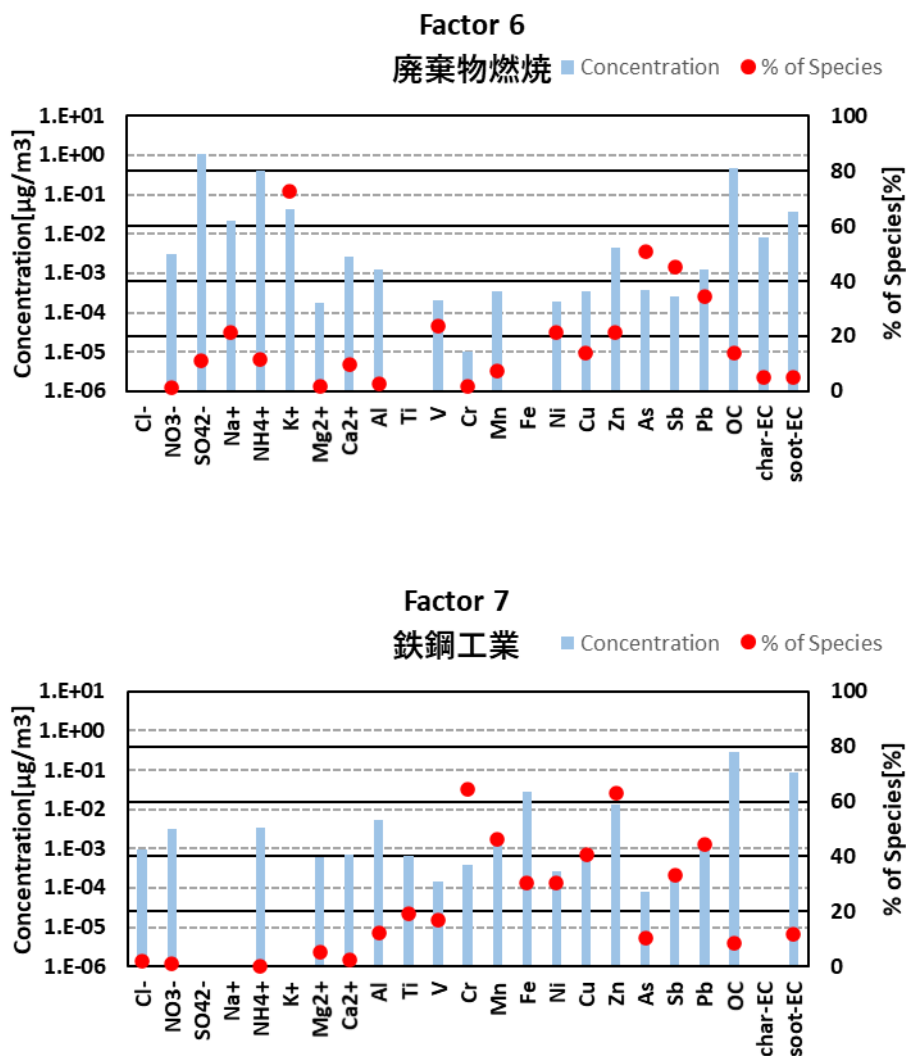 Factor 6
廃棄物燃焼
Concentration
% of Species
Concentration[µg/m3]
1.E+01
1.E+00
1.E-01
1.E-02
1.E-03
1.E-04
1.E-05
1.E-06
100
80
60
40
20
0
% of Species[%]
Cl-
NO3-
SO42-
Na+
NH4+
K+
Mg2+
Ca2+
Al
Ti
V
Cr
Mn
Fe
Ni
Cu
Zn
As
Sb
Pb
OC
char-EC
soot-EC
Factor 7
鉄鋼工業
Concentration
% of Species
Concentration[µg/m3]
1.E+01
1.E+00
1.E-01
1.E-02
1.E-03
1.E-04
1.E-05
1.E-06
100
80
60
40
20
0
% of Species[%]
Cl-
NO3-
SO42-
Na+
NH4+
K+
Mg2+
Ca2+
Al
Ti
V
Cr
Mn
Fe
Ni
Cu
Zn
As
Sb
Pb
OC
char-EC
soot-EC